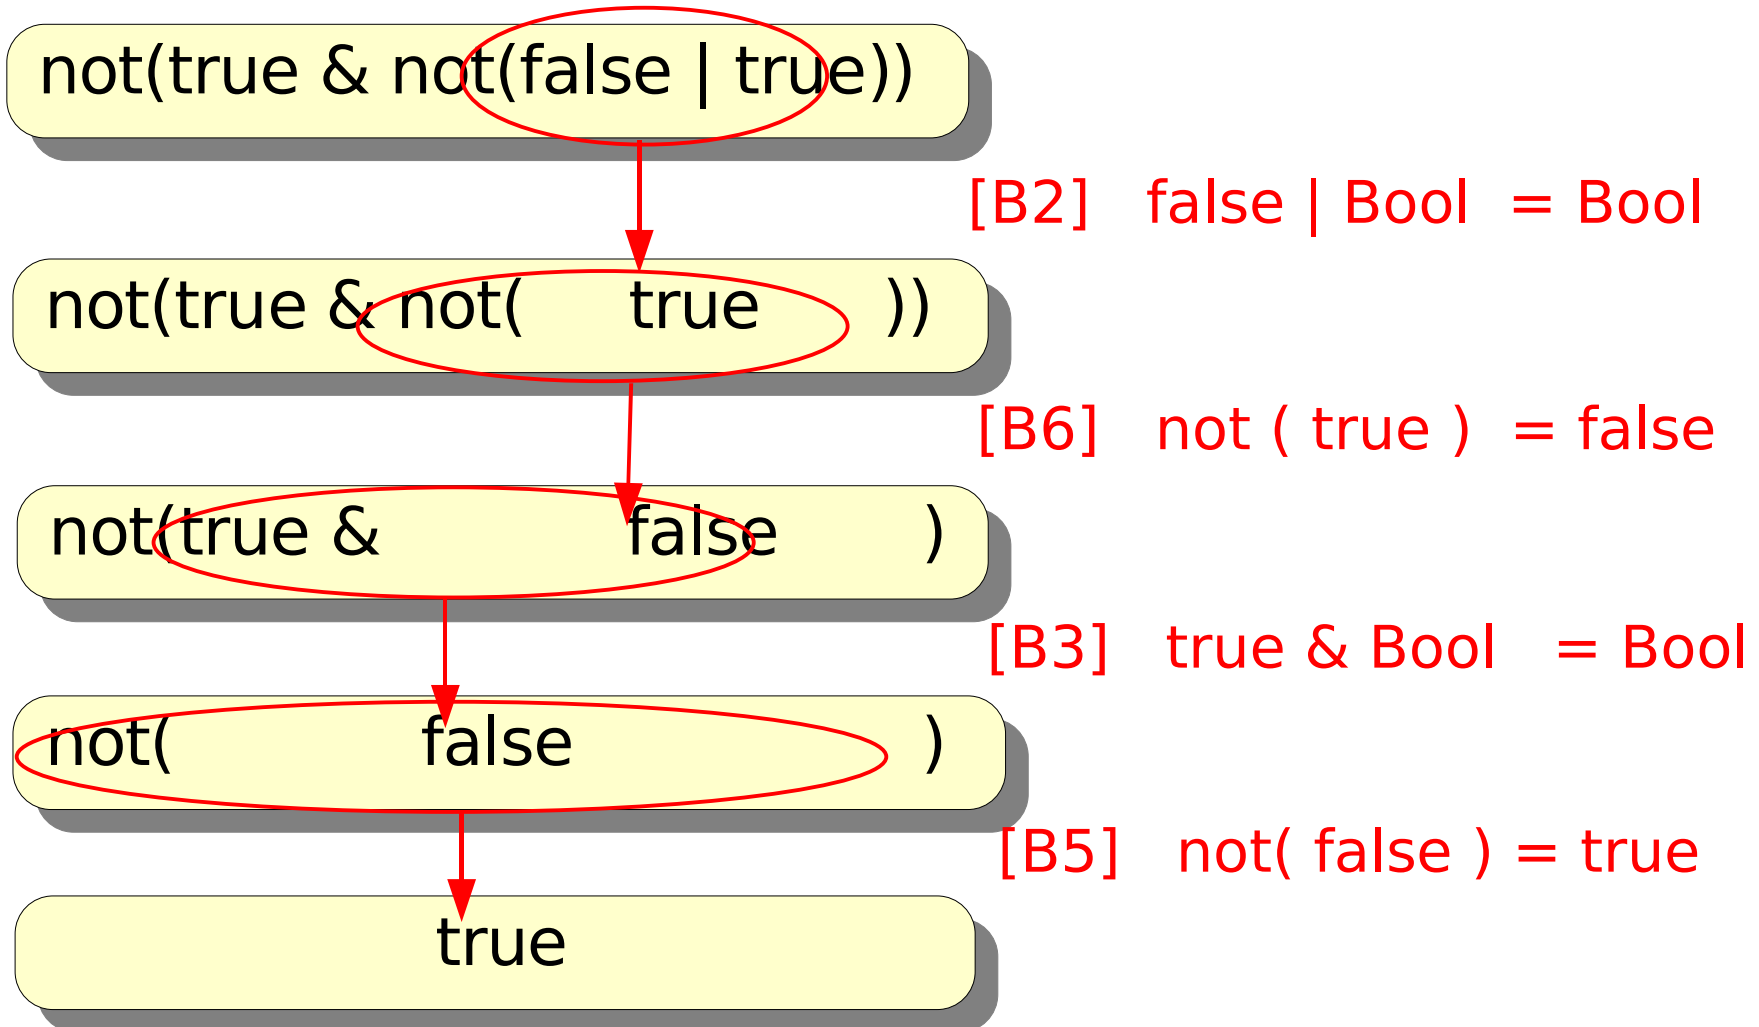 not(true & not(false | true))
[B2] false | Bool = Bool
not(true & not( true ))
[B6] not ( true ) = false
not(true & false )
[B3] true & Bool = Bool
not( false )
[B5] not( false ) = true
true